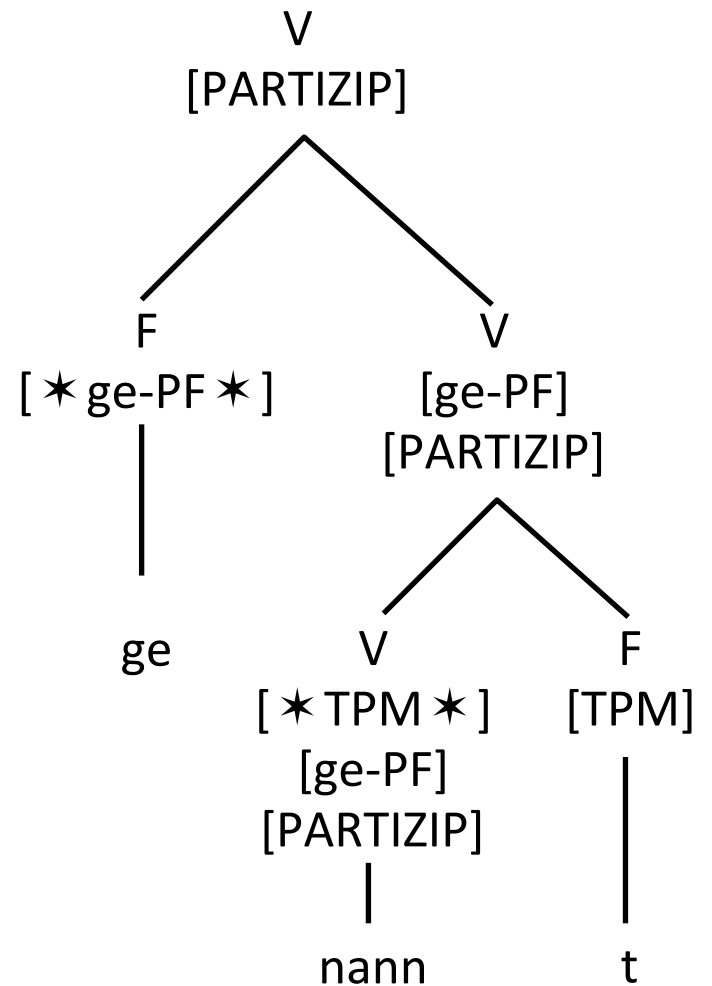 V
[PARTIZIP]
F V
[✶ge-PF✶] [ge-PF]
[PARTIZIP]
ge V F
[✶TPM✶] [TPM]
[ge-PF]
[PARTIZIP]
nann t